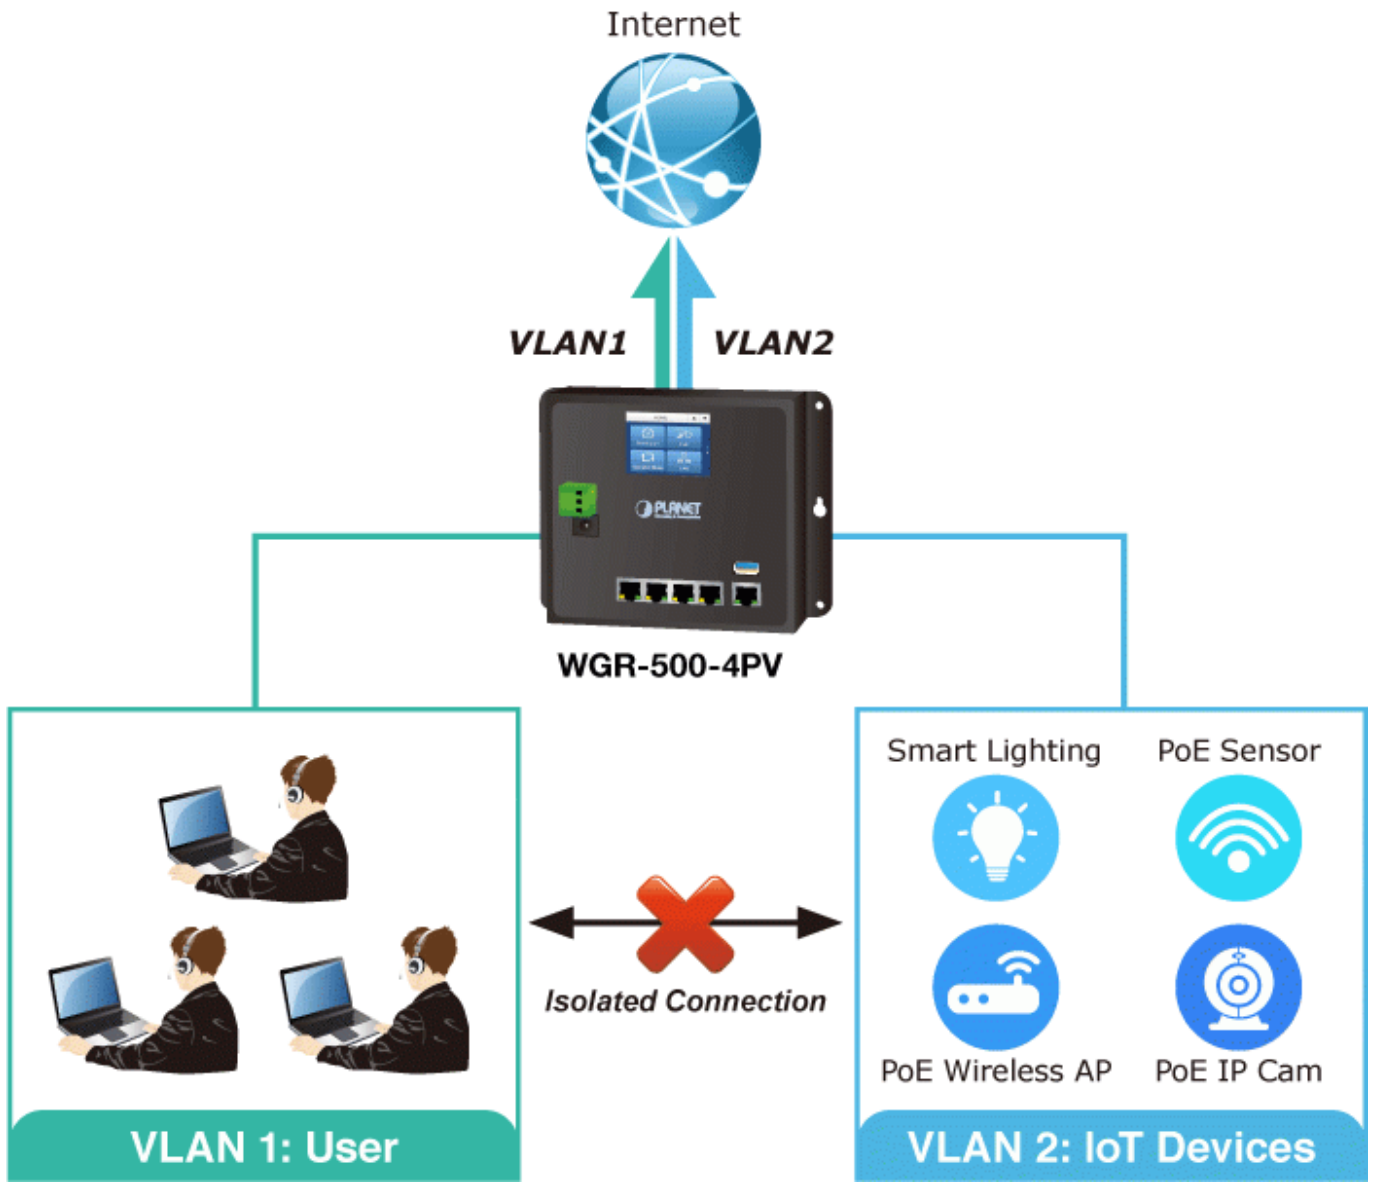 Internet
VLAN1
VLAN2
PLANET
WGR-500-4PV
Smart Lighting
PoE Sensor
Isolated Connection
PoE Wireless AP
PoE IP Cam
VLAN 1: User
VLAN 2: IoT Devices